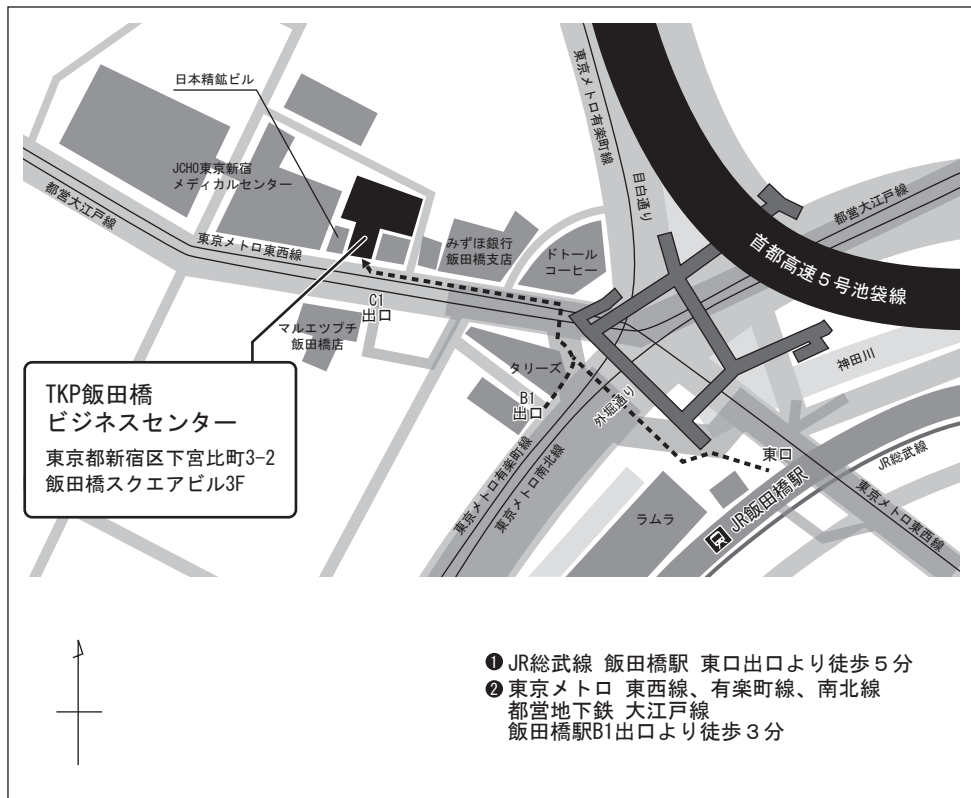 日本精鉱ビル
JCHO東京新宿
メディカルセンター
都営大江戸線
東京メトロ東西線
みずほ銀行
飯田橋支店
ドトール
コーヒー
東京メトロ有楽町線
目白通り
都営大江戸線
首都高速5号池袋線
神田川
C1
出口
マルエツプチ
飯田橋店
タリーズ
B1
出口
外堀通り
東口
JR総武線
JR飯田橋駅
東京メトロ東西線
ラムラ
東京メトロ有楽町線
東京メトロ南北線
TKP飯田橋
ビジネスセンター
東京都新宿区下宮比町3-2
飯田橋スクエアビル3F
❶ JR総武線 飯田橋駅 東口出口より徒歩5分
❷ 東京メトロ 東西線、有楽町線、南北線
都営地下鉄 大江戸線
飯田橋駅B1出口より徒歩3分